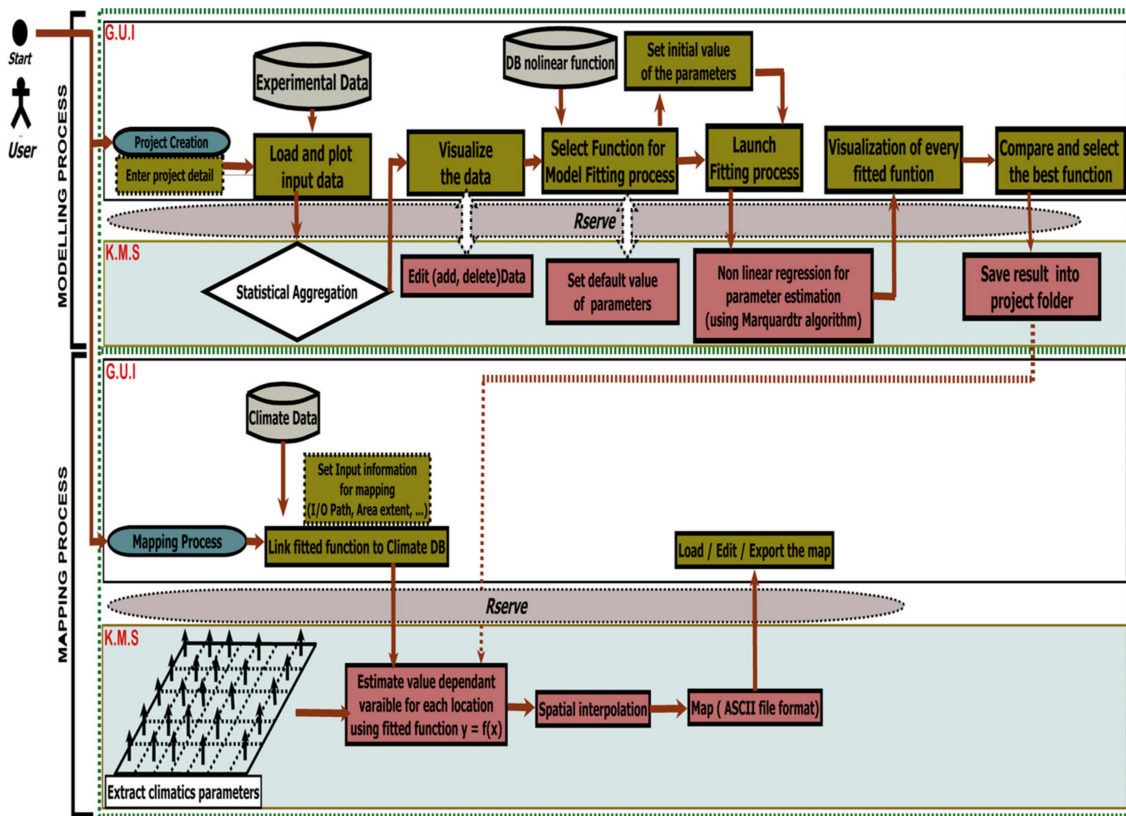 Start
User
MODELLING PROCESS
G.U.I
Experimental Data
DB nolinear function
Set initial value
of the parameters
Project Creation
Enter project detail
Load and plot
input data
Visualize
the data
Select Function for
Model Fitting process
Launch
Fitting process
Visualization of every
fitted funtion
Compare and select
the best function
Rserve
K.M.S
Statistical Aggregation
Edit (add, delete)Data
Set default value
of parameters
Non linear regression for
parameter estimation
(using Marquardtr algorithm)
Save result into
project folder
MAPPING PROCESS
G.U.I
Climate Data
Set Input information
for mapping
(I/O Path, Area extent, ...)
Mapping Process
Link fitted function to Climate DB
Load / Edit / Export the map
Rserve
K.M.S
Extract climatics parameters
Estimate value dependant
varaible for each location
using fitted function y = f(x)
Spatial interpolation
Map ( ASCII file format)